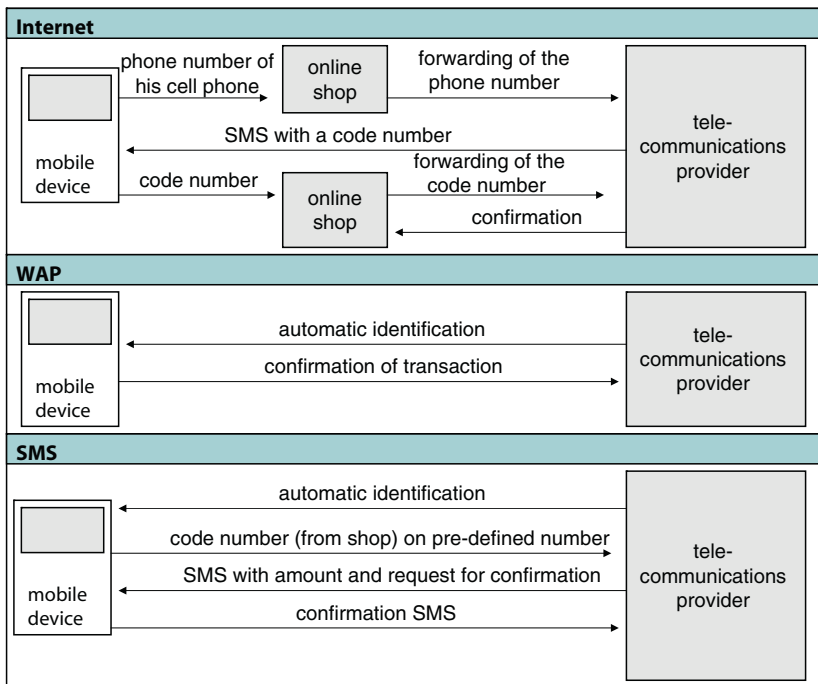 Internet
phone number of
his cell phone
online
shop
forwarding of the
phone number
mobile
device
SMS with a code number
code number
online
shop
forwarding of the
code number
confirmation
tele-
communications
provider
WAP
mobile
device
automatic identification
confirmation of transaction
tele-
communications
provider
SMS
mobile
device
automatic identification
code number (from shop) on pre-defined number
SMS with amount and request for confirmation
confirmation SMS
tele-
communications
provider